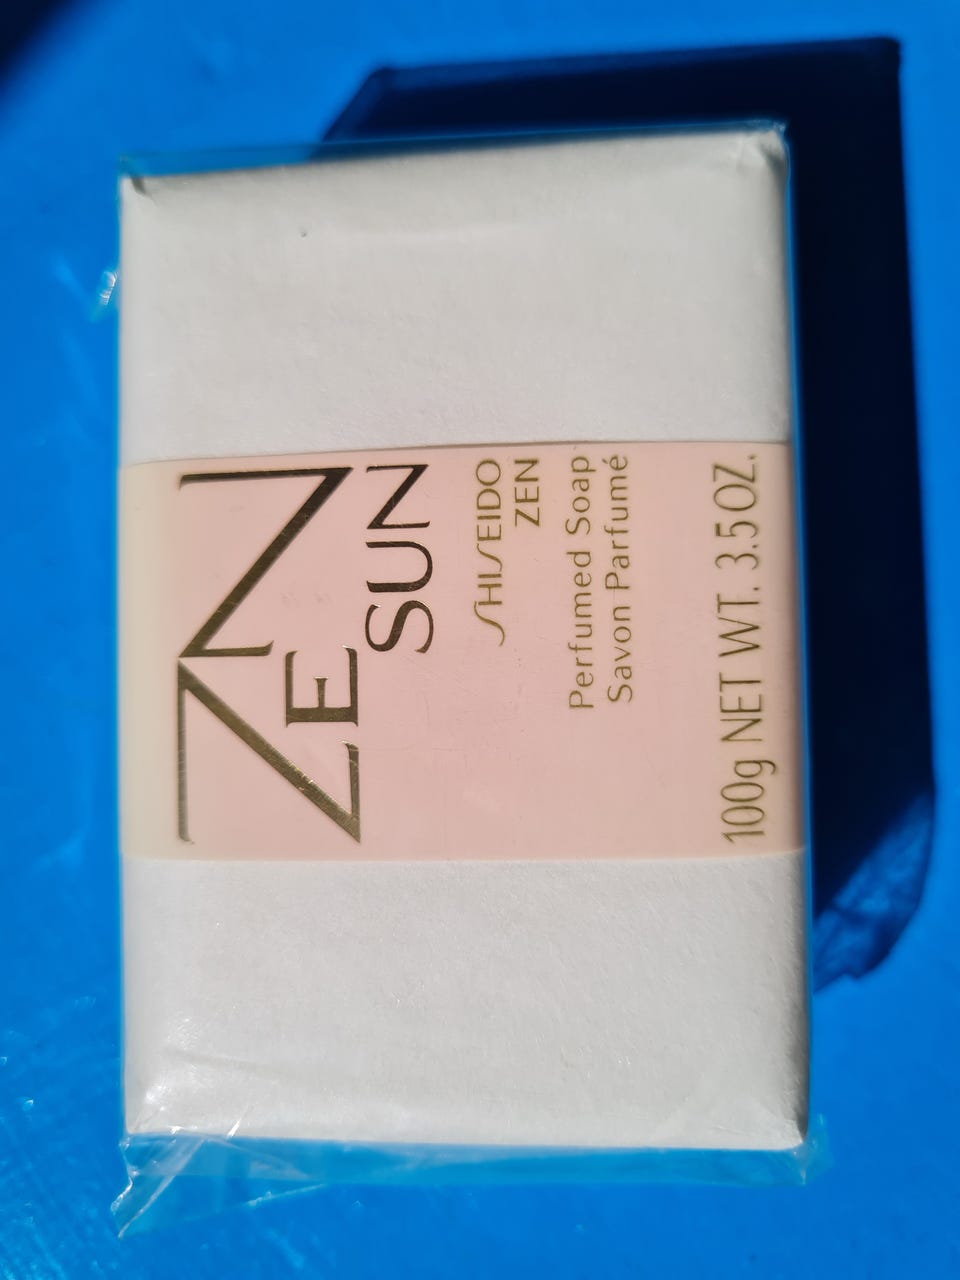 ZEN
SUN
SHISEIDO
ZEN
Perfumed Soap
Savon Parfumé
100g NET WT. 3.5 OZ.